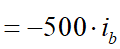 = −500 · i_b